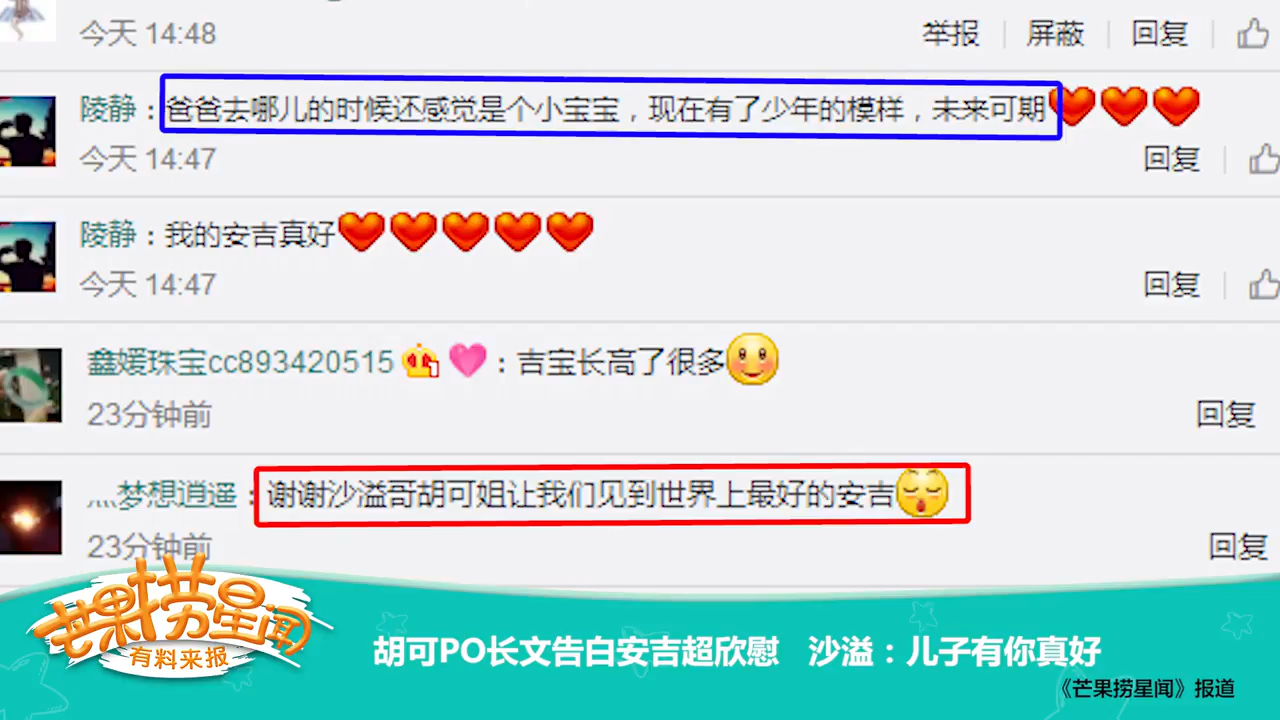 今天 14:48
举报 屏蔽 回复
陵静：爸爸去哪儿的时候还感觉是个小宝宝，现在有了少年的模样，未来可期
今天 14:47
回复
陵静：我的安吉真好
今天 14:47
回复
鑫媛珠宝cc893420515：吉宝长高了很多
23分钟前
回复
灬梦想逍遥：谢谢沙溢哥胡可姐让我们见到世界上最好的安吉
23分钟前
回复
芒果捞星闻
有料来报
胡可PO长文告白安吉超欣慰 沙溢：儿子有你真好
《芒果捞星闻》报道